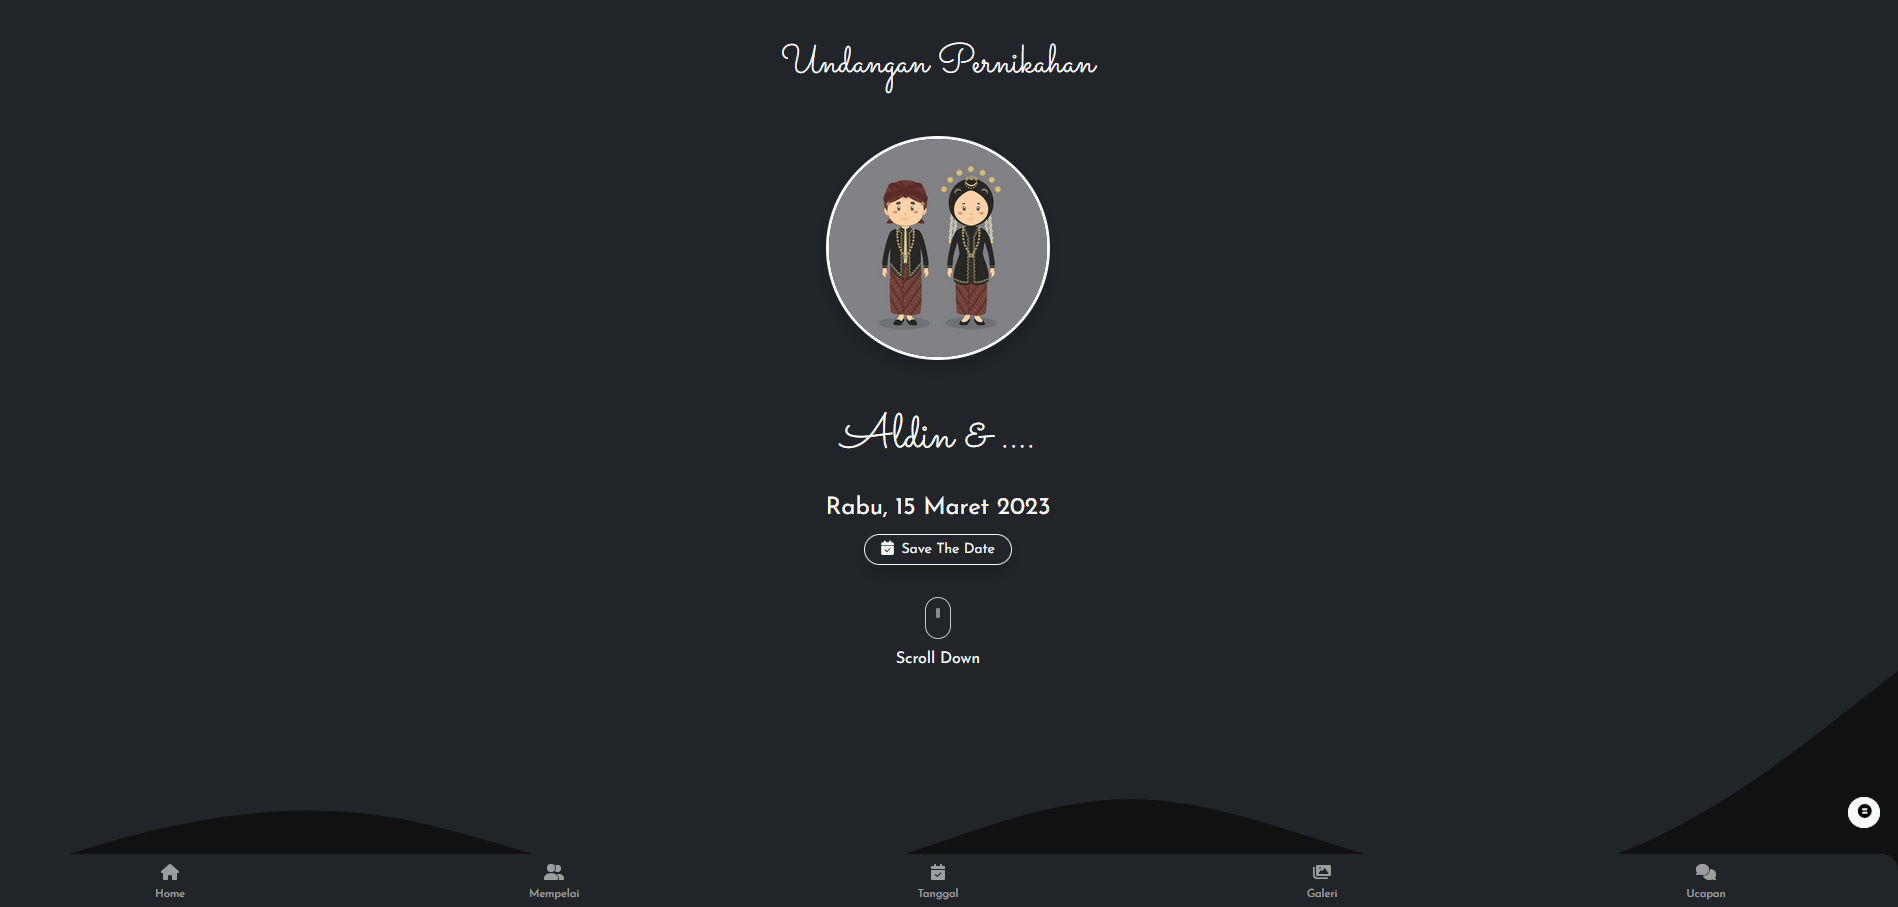 Undangan Pernikahan
Aldin & ....
Rabu, 15 Maret 2023
Save The Date
Scroll Down
Home
Mempelai
Tanggal
Galeri
Ucapan